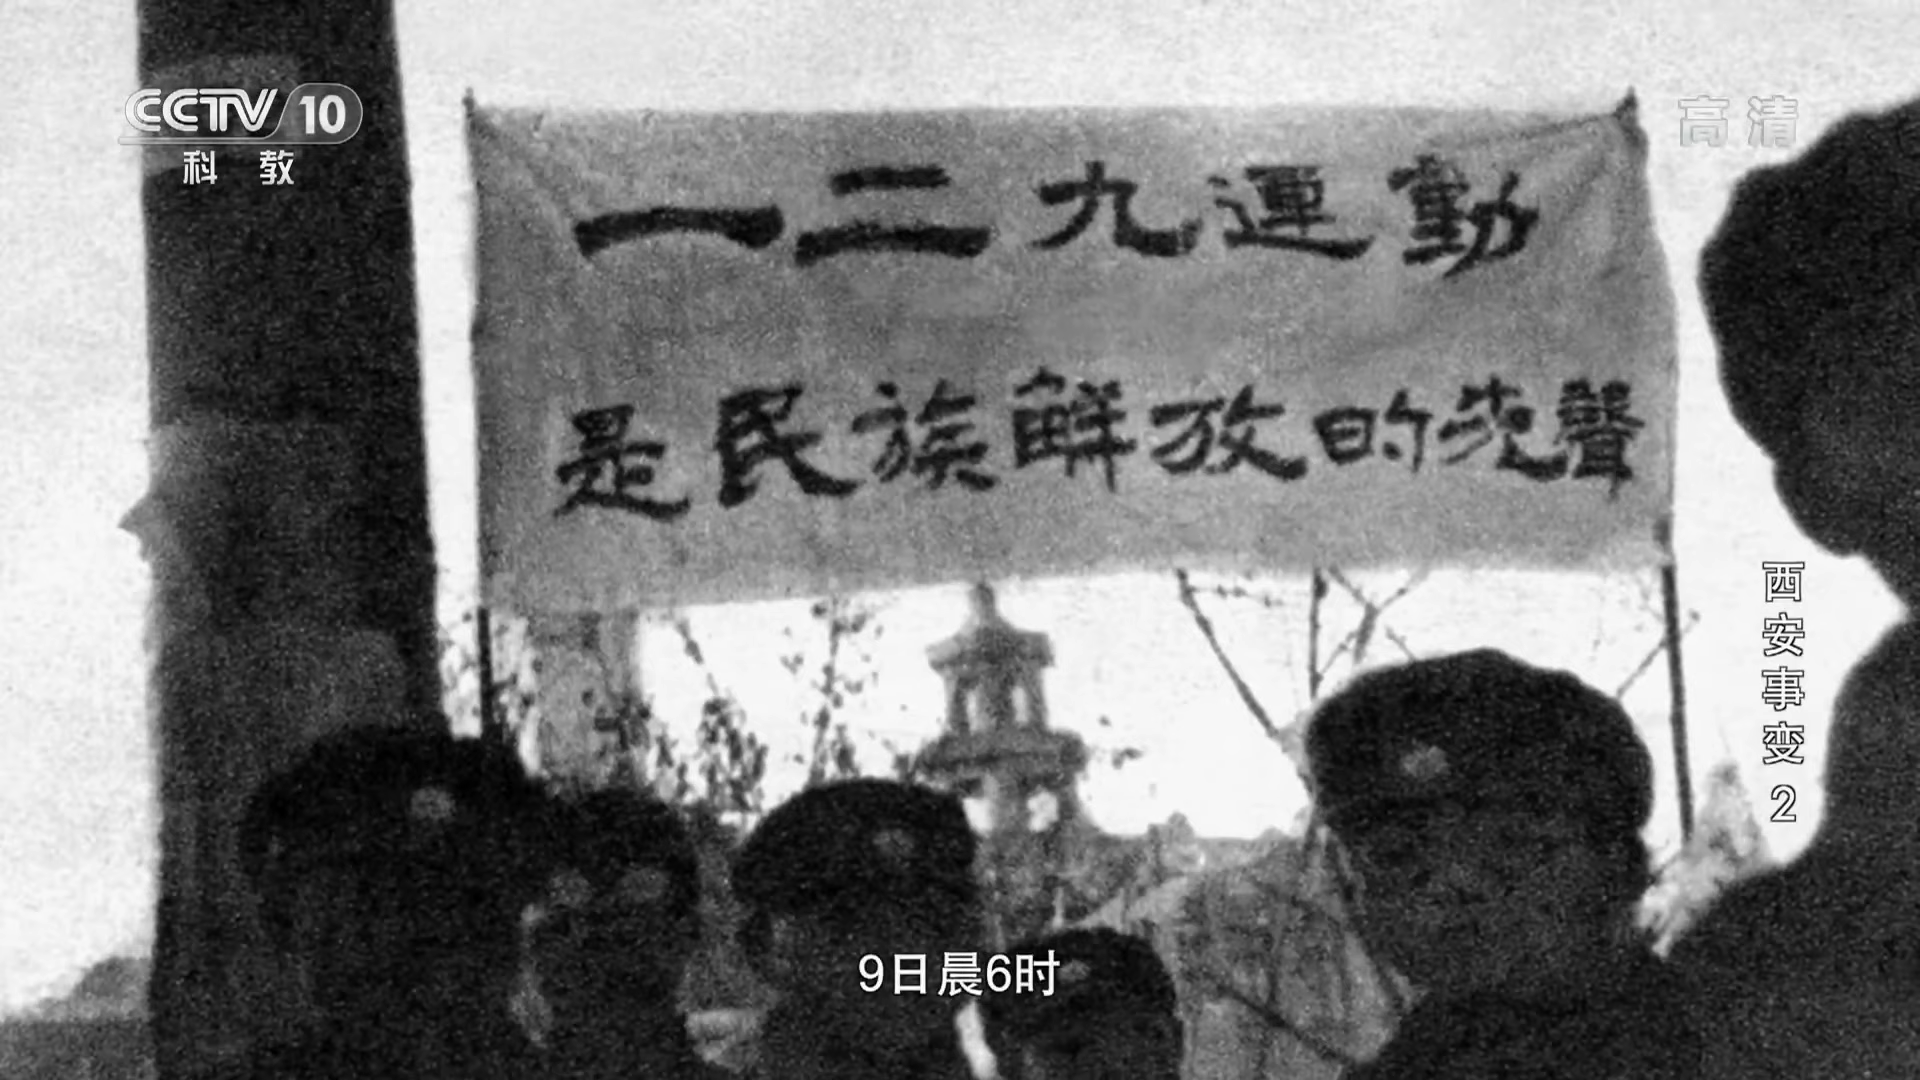 CCTV 10
科教
高清
一二九運動
是民族解放的先聲
西安事变 2
9日晨6时